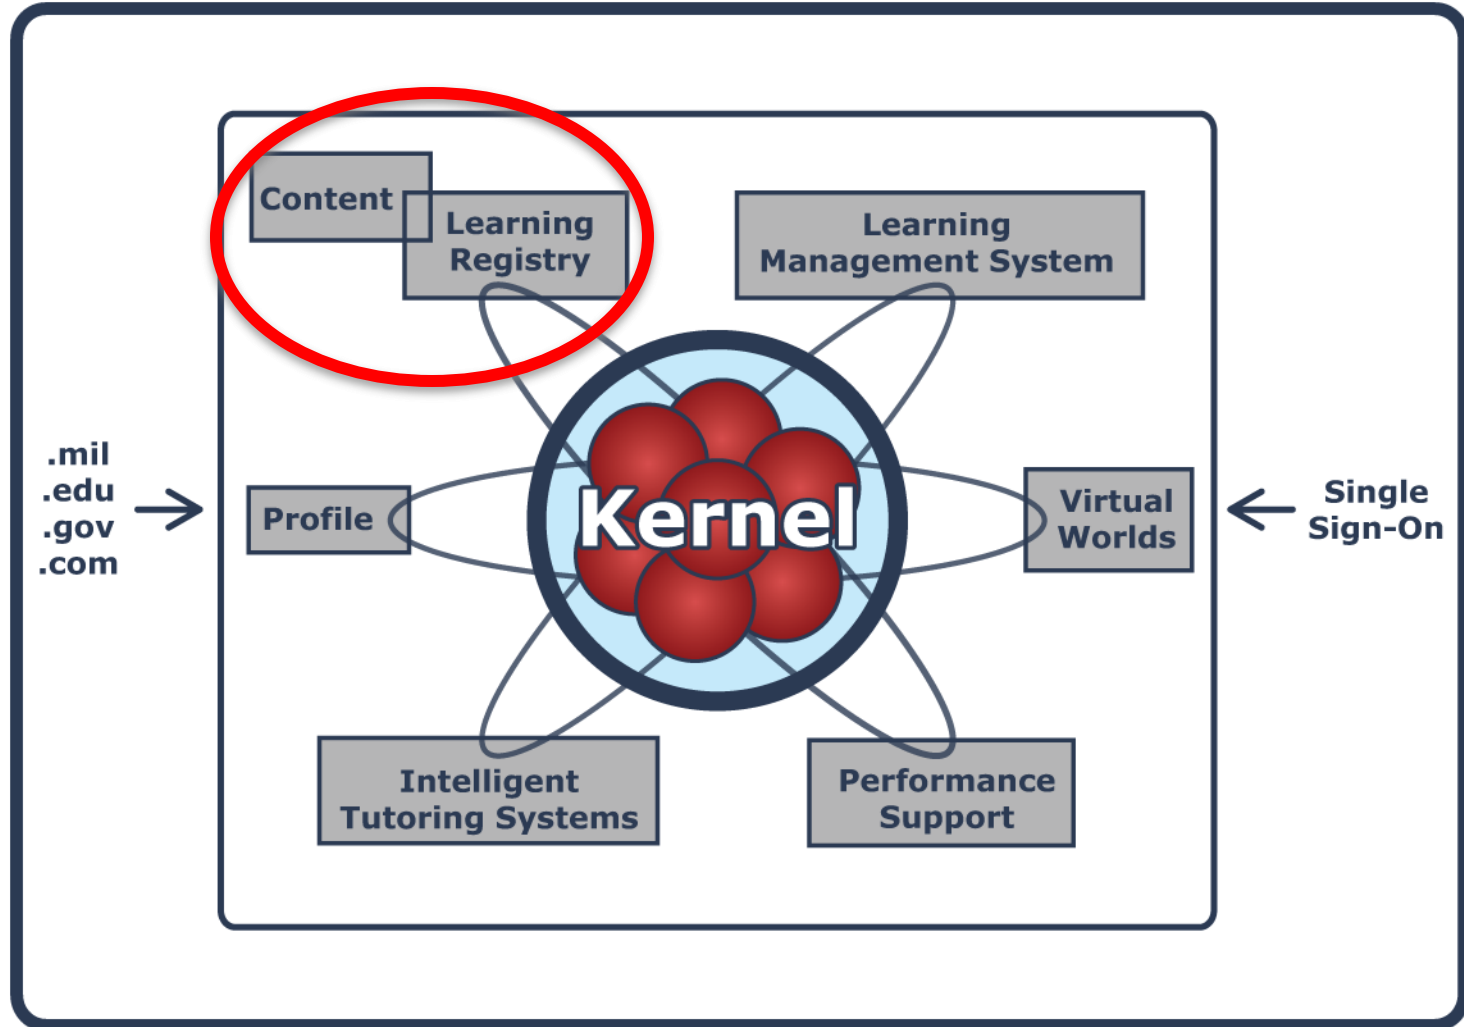 Content
Learning
Registry
Learning
Management System
.mil
.edu
.gov
.com
Profile
Kernel
Virtual
Worlds
Single
Sign-On
Intelligent
Tutoring Systems
Performance
Support